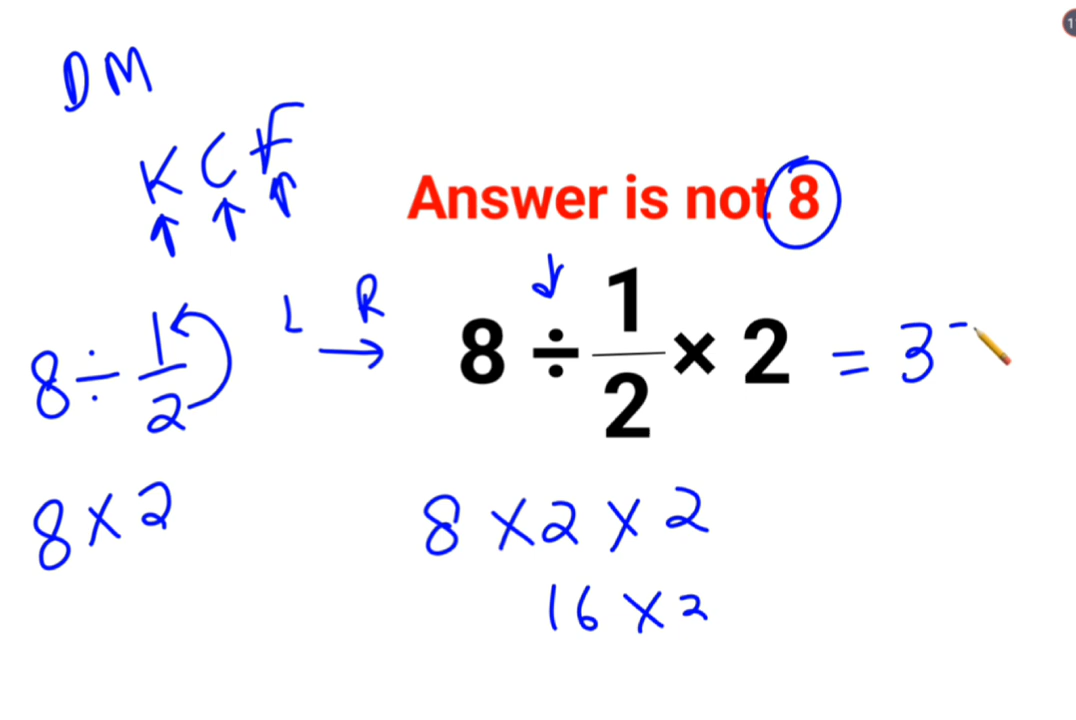 DM
KCF
Answer is not 8
L R
8 ÷ 1/2 × 2 = 3
8 ÷ 1/2
8 × 2
8 × 2 × 2
16 × 2